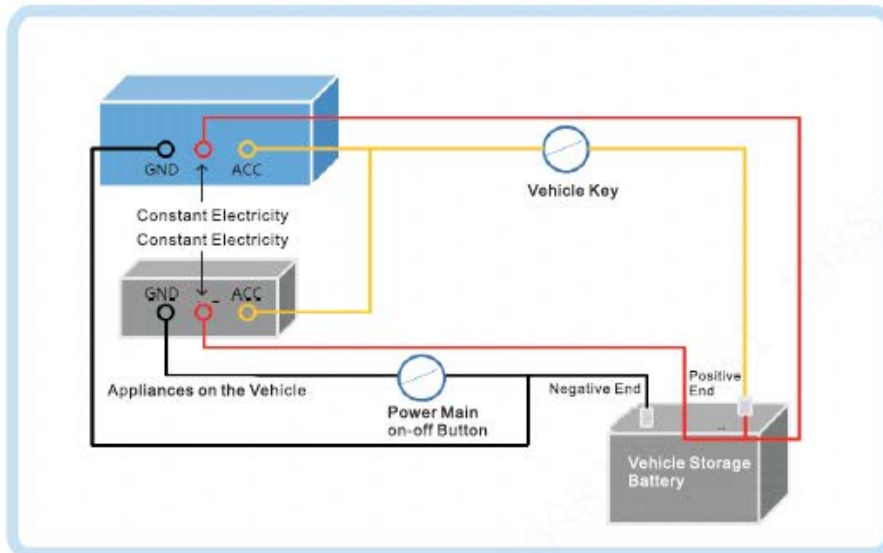 GND
ACC
Constant Electricity
Constant Electricity
GND
ACC
Vehicle Key
Appliances on the Vehicle
Power Main
on-off Button
Negative End
Positive
End
Vehicle Storage
Battery